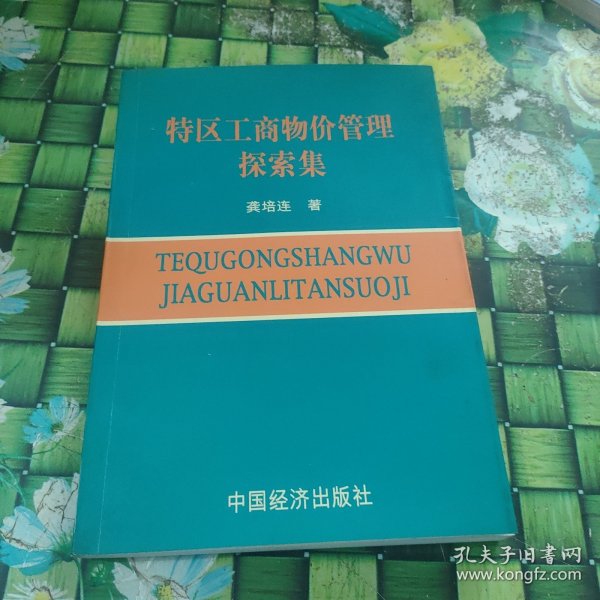 特区工商物价管理
探索集
龚培连 著
TEQUGONGSHANGWU
JIAGUANLITANSUOJI
中国经济出版社
孔夫子旧书网
www.kongfz.com